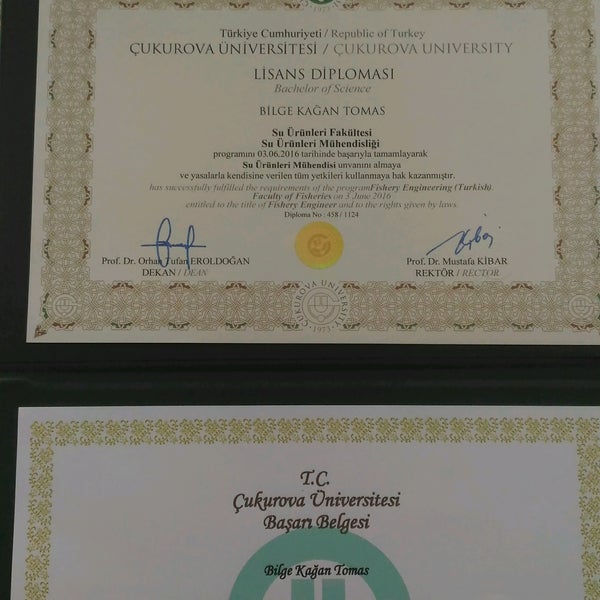 1973
Türkiye Cumhuriyeti / Republic of Turkey
ÇUKUROVA ÜNİVERSİTESİ / ÇUKUROVA UNIVERSITY
LİSANS DİPLOMASI
Bachelor of Science
BİLGE KAĞAN TOMAS
Su Ürünleri Fakültesi
Su Ürünleri Mühendisliği
programını 03.06.2016 tarihinde başarıyla tamamlayarak
Su Ürünleri Mühendisi unvanını almaya
ve yasalarla kendisine verilen tüm yetkileri kullanmaya hak kazanmıştır.
has successfully fulfilled the requirements of the programFishery Engineering (Turkish).
Faculty of Fisheries on 3 June 2016
entitled to the title of Fishery Engineer and to the rights given by laws.
Diploma No : 458 / 1124
Prof. Dr. Orhan Tufan EROLDOĞAN
DEKAN / DEAN
Prof. Dr. Mustafa KİBAR
REKTÖR / RECTOR
ÇUKUROVA UNIVERSITY
1973
T.C.
Çukurova Üniversitesi
Başarı Belgesi
Bilge Kağan Tomas